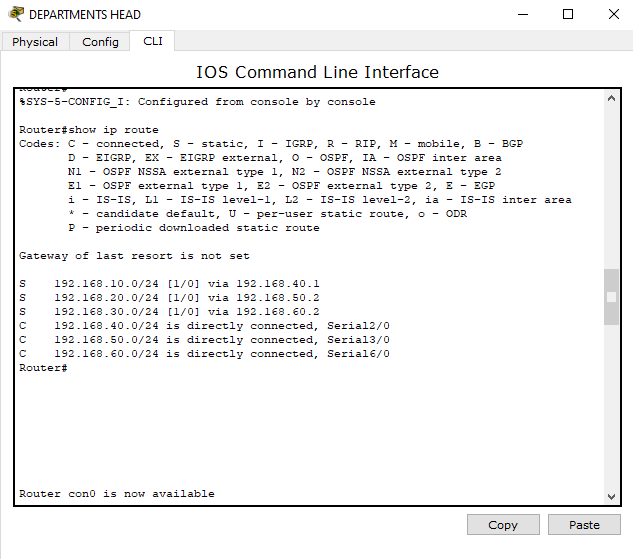 DEPARTMENTS HEAD
Physical Config CLI
IOS Command Line Interface
Router#
%SYS-5-CONFIG_I: Configured from console by console
Router#show ip route
Codes: C - connected, S - static, I - IGRP, R - RIP, M - mobile, B - BGP
D - EIGRP, EX - EIGRP external, O - OSPF, IA - OSPF inter area
N1 - OSPF NSSA external type 1, N2 - OSPF NSSA external type 2
E1 - OSPF external type 1, E2 - OSPF external type 2, E - EGP
i - IS-IS, L1 - IS-IS level-1, L2 - IS-IS level-2, ia - IS-IS inter area
* - candidate default, U - per-user static route, o - ODR
P - periodic downloaded static route
Gateway of last resort is not set
S 192.168.10.0/24 [1/0] via 192.168.40.1
S 192.168.20.0/24 [1/0] via 192.168.50.2
S 192.168.30.0/24 [1/0] via 192.168.60.2
C 192.168.40.0/24 is directly connected, Serial2/0
C 192.168.50.0/24 is directly connected, Serial3/0
C 192.168.60.0/24 is directly connected, Serial6/0
Router#
Router con0 is now available
Copy Paste